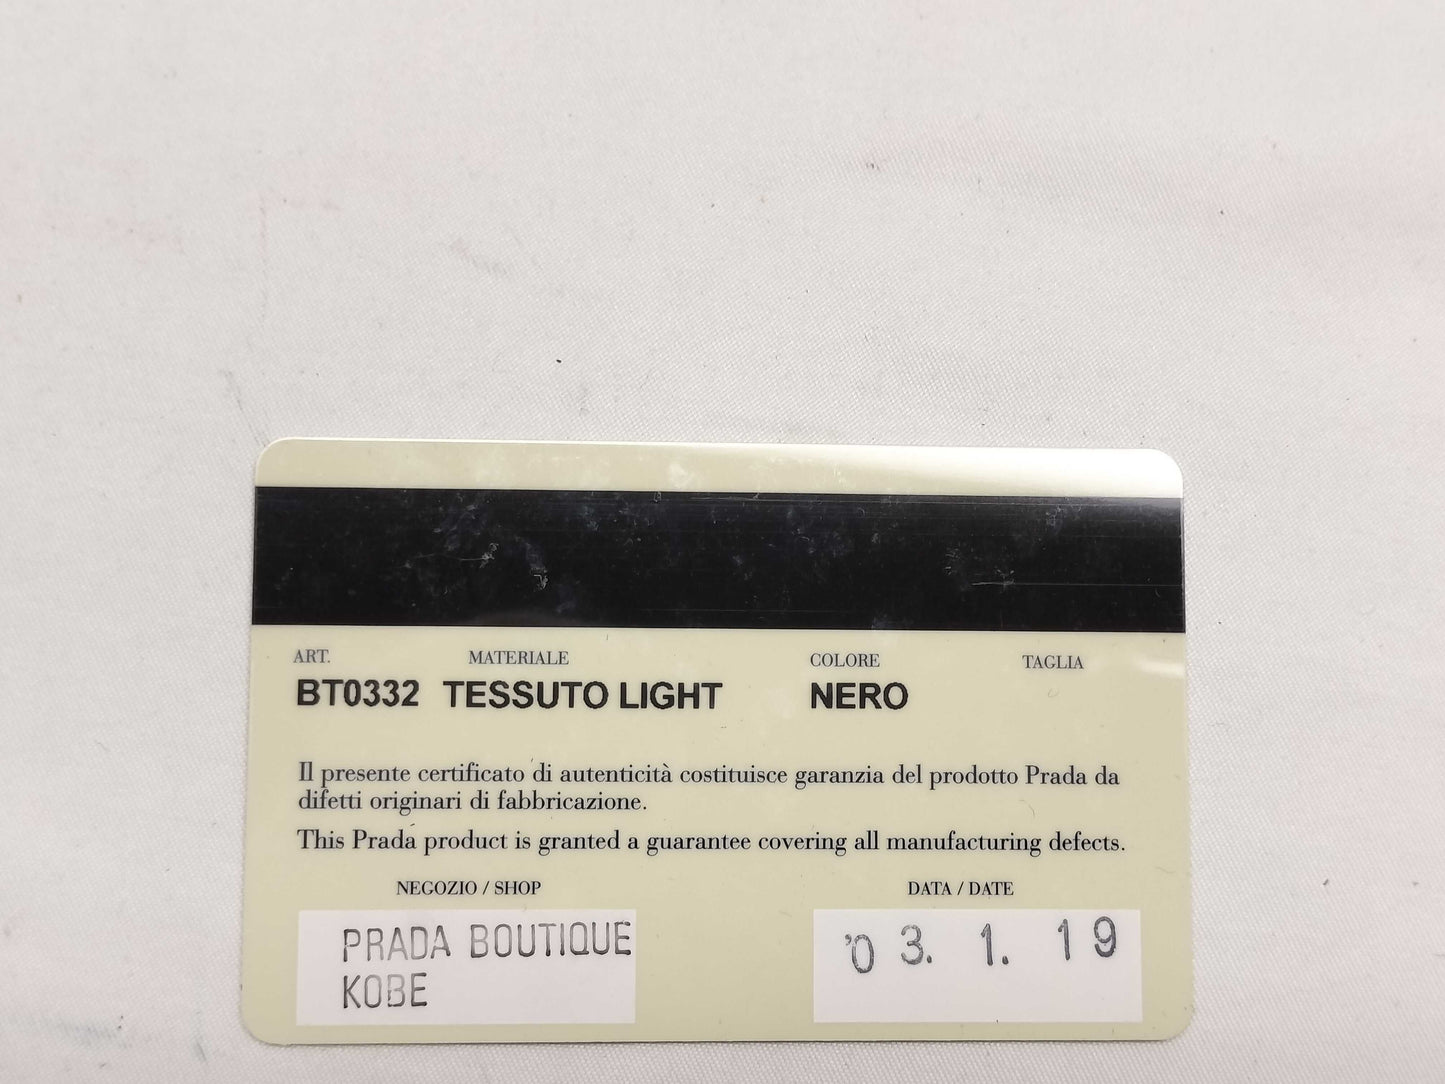 ART. MATERIALE COLORE TAGLIA
BT0332 TESSUTO LIGHT NERO
Il presente certificato di autenticità costituisce garanzia del prodotto Prada da
difetti originari di fabbricazione.
This Prada product is granted a guarantee covering all manufacturing defects.
NEGOZIO / SHOP DATA / DATE
PRADA BOUTIQUE '0 3. 1. 19
KOBE